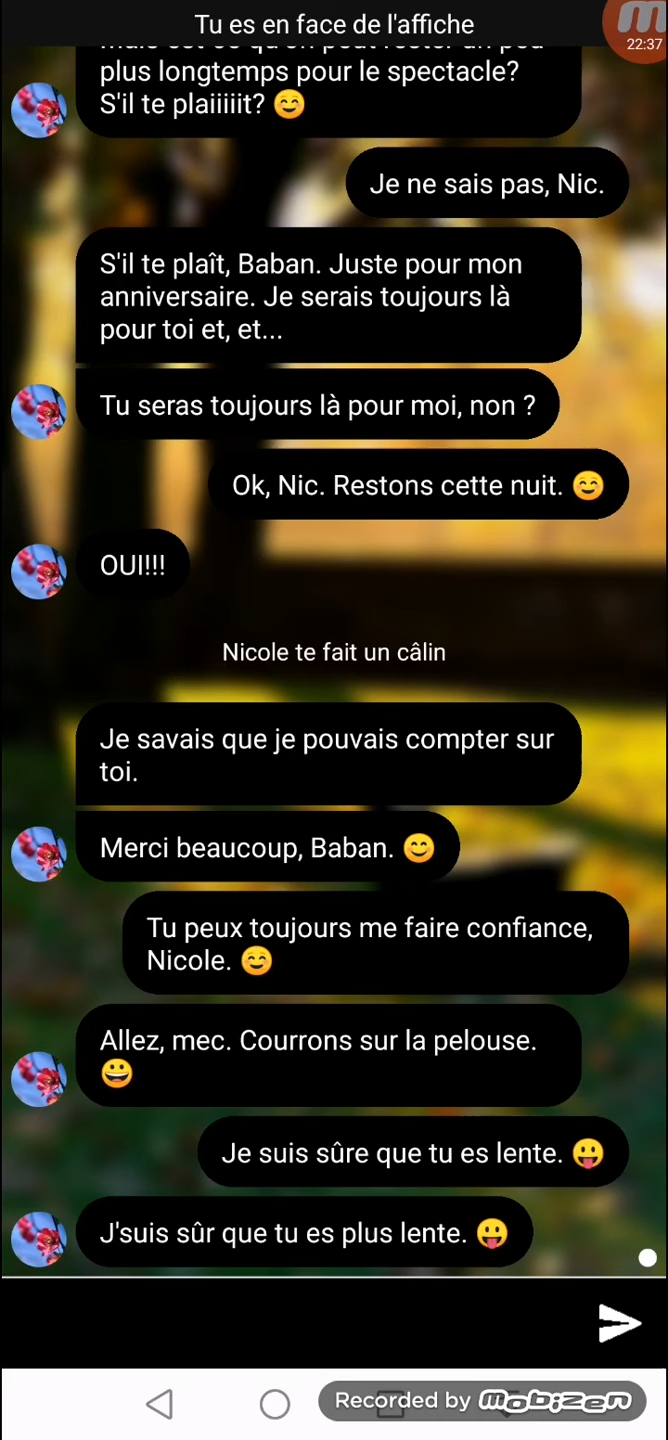 Tu es en face de l'affiche
22:37
plus longtemps pour le spectacle?
S'il te plaiiiiit? 😊
Je ne sais pas, Nic.
S'il te plaît, Baban. Juste pour mon
anniversaire. Je serais toujours là
pour toi et, et...
Tu seras toujours là pour moi, non ?
Ok, Nic. Restons cette nuit. 😊
OUI!!!
Nicole te fait un câlin
Je savais que je pouvais compter sur
toi.
Merci beaucoup, Baban. 😊
Tu peux toujours me faire confiance,
Nicole. 😊
Allez, mec. Courrons sur la pelouse.
😀
Je suis sûre que tu es lente. 😛
J'suis sûr que tu es plus lente. 😛
Recorded by mobizen